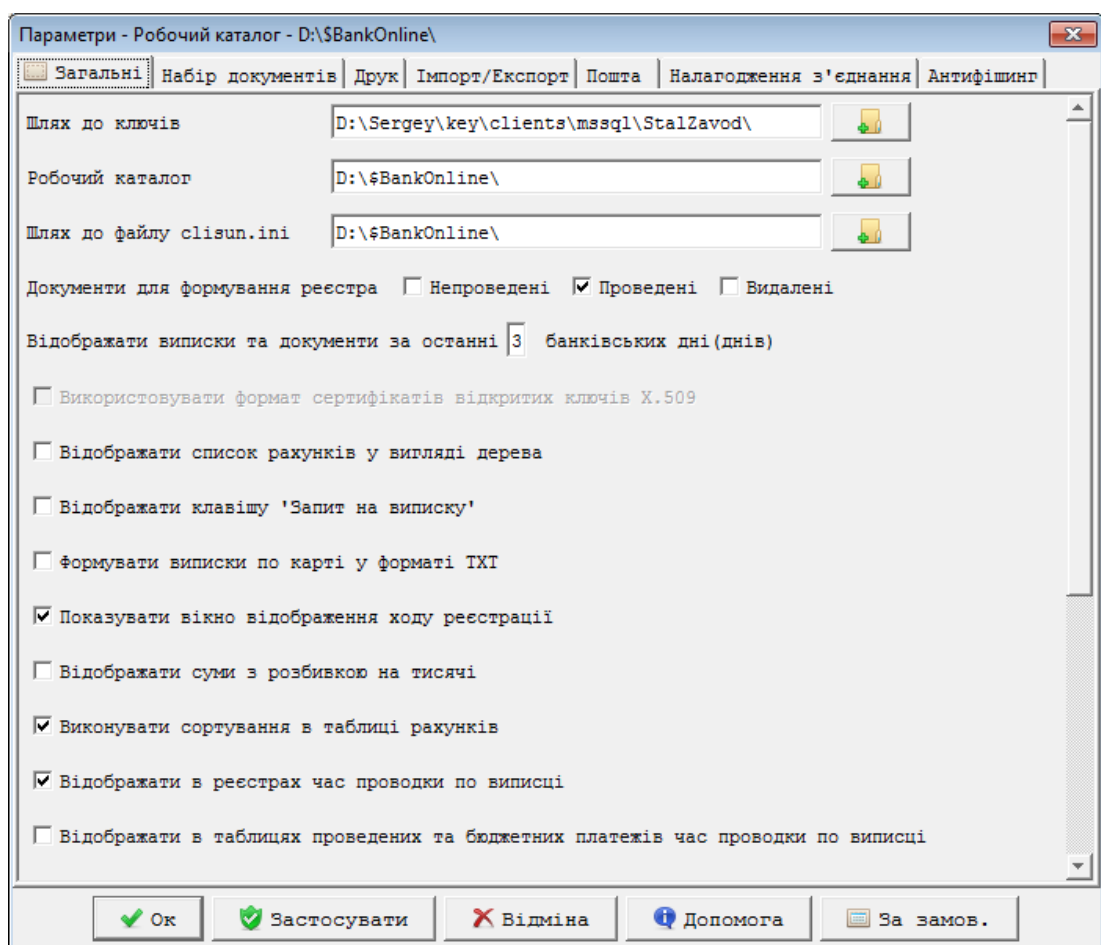 Параметри - Робочий каталог - D:\$BankOnline\
Загальні Набір документів Друк Імпорт/Експорт Пошта Налагодження з'єднання Антифішинг
Шлях до ключів D:\Sergey\key\clients\mssql\StalZavod\
Робочий каталог D:\$BankOnline\
Шлях до файлу clisun.ini D:\$BankOnline\
Документи для формування реєстра Непроведені Проведені Видалені
Відображати виписки та документи за останні 3 банківських дні(днів)
Використовувати формат сертифікатів відкритих ключів X.509
Відображати список рахунків у вигляді дерева
Відображати клавішу 'Запит на виписку'
Формувати виписки по карті у форматі TXT
Показувати вікно відображення ходу реєстрації
Відображати суми з розбивкою на тисячі
Виконувати сортування в таблиці рахунків
Відображати в реєстрах час проводки по виписці
Відображати в таблицях проведених та бюджетних платежів час проводки по виписці
Ок Застосувати Відміна Допомога За замов.